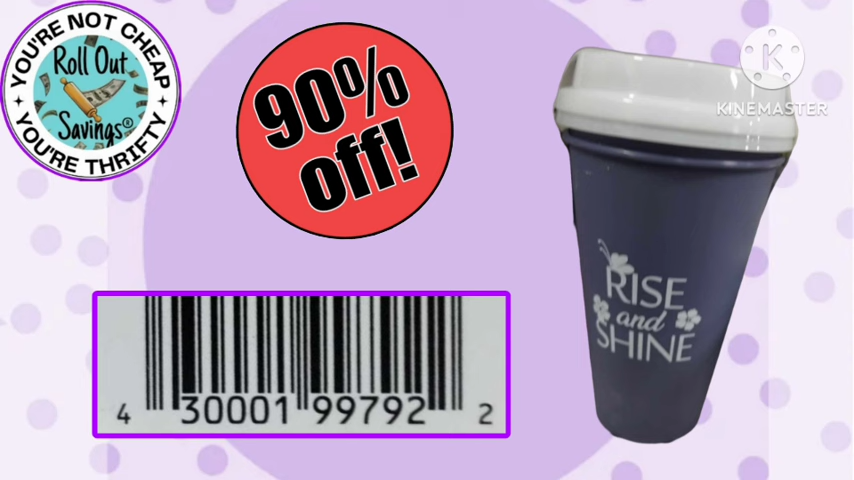 YOU'RE NOT CHEAP
Roll Out
Savings®
YOU'RE THRIFTY
90%
off!
KINEMASTER
RISE
and
SHINE
4 30001 99792 2